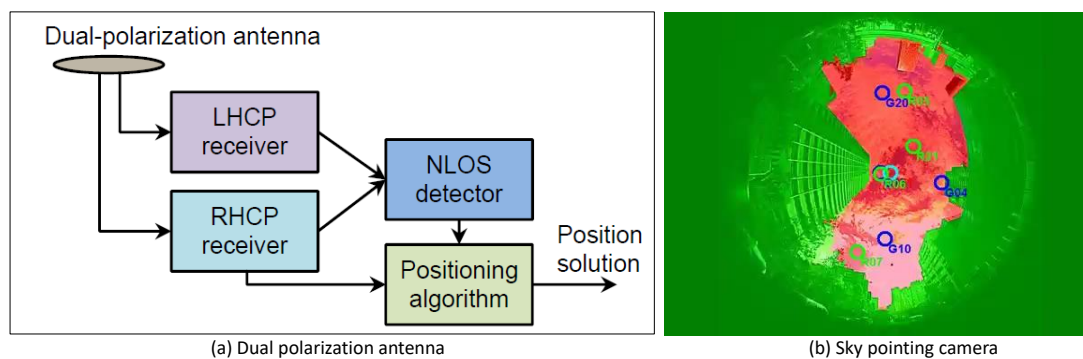 Dual-polarization antenna
LHCP
receiver
RHCP
receiver
NLOS
detector
Positioning
algorithm
Position
solution
(a) Dual polarization antenna
G20
R21
R06
G04
G10
R07
(b) Sky pointing camera